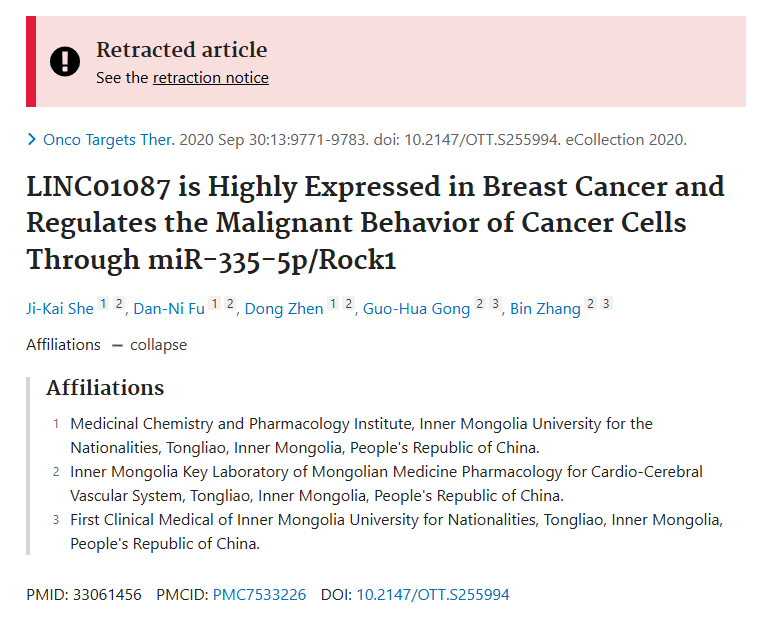 Retracted article
See the retraction notice
Onco Targets Ther. 2020 Sep 30:13:9771-9783. doi: 10.2147/OTT.S255994. eCollection 2020.
LINC01087 is Highly Expressed in Breast Cancer and
Regulates the Malignant Behavior of Cancer Cells
Through miR-335-5p/Rock1
Ji-Kai She 1 2, Dan-Ni Fu 1 2, Dong Zhen 1 2, Guo-Hua Gong 2 3, Bin Zhang 2 3
Affiliations — collapse
Affiliations
1 Medicinal Chemistry and Pharmacology Institute, Inner Mongolia University for the
Nationalities, Tongliao, Inner Mongolia, People's Republic of China.
2 Inner Mongolia Key Laboratory of Mongolian Medicine Pharmacology for Cardio-Cerebral
Vascular System, Tongliao, Inner Mongolia, People's Republic of China.
3 First Clinical Medical of Inner Mongolia University for Nationalities, Tongliao, Inner Mongolia,
People's Republic of China.
PMID: 33061456 PMCID: PMC7533226 DOI: 10.2147/OTT.S255994